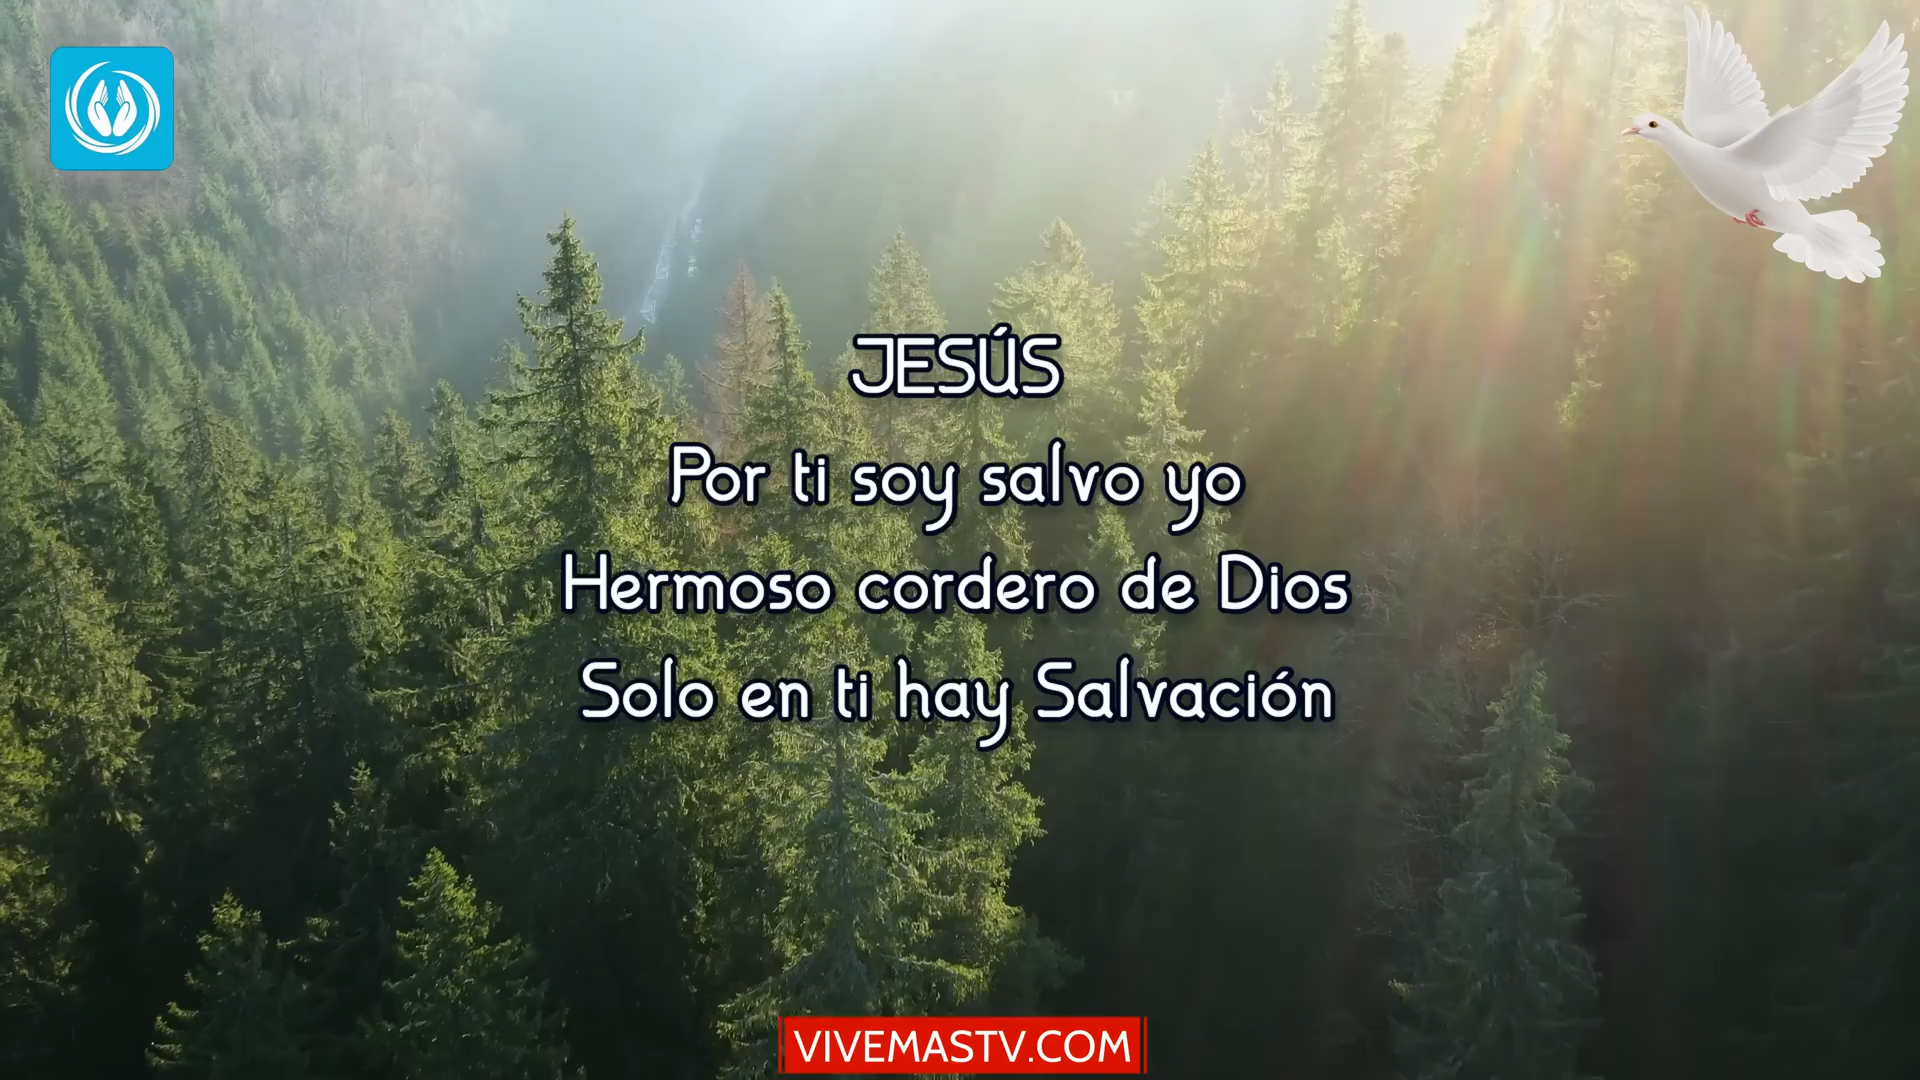 JESÚS
Por ti soy salvo yo
Hermoso cordero de Dios
Solo en ti hay Salvación
VIVEMASTV.COM